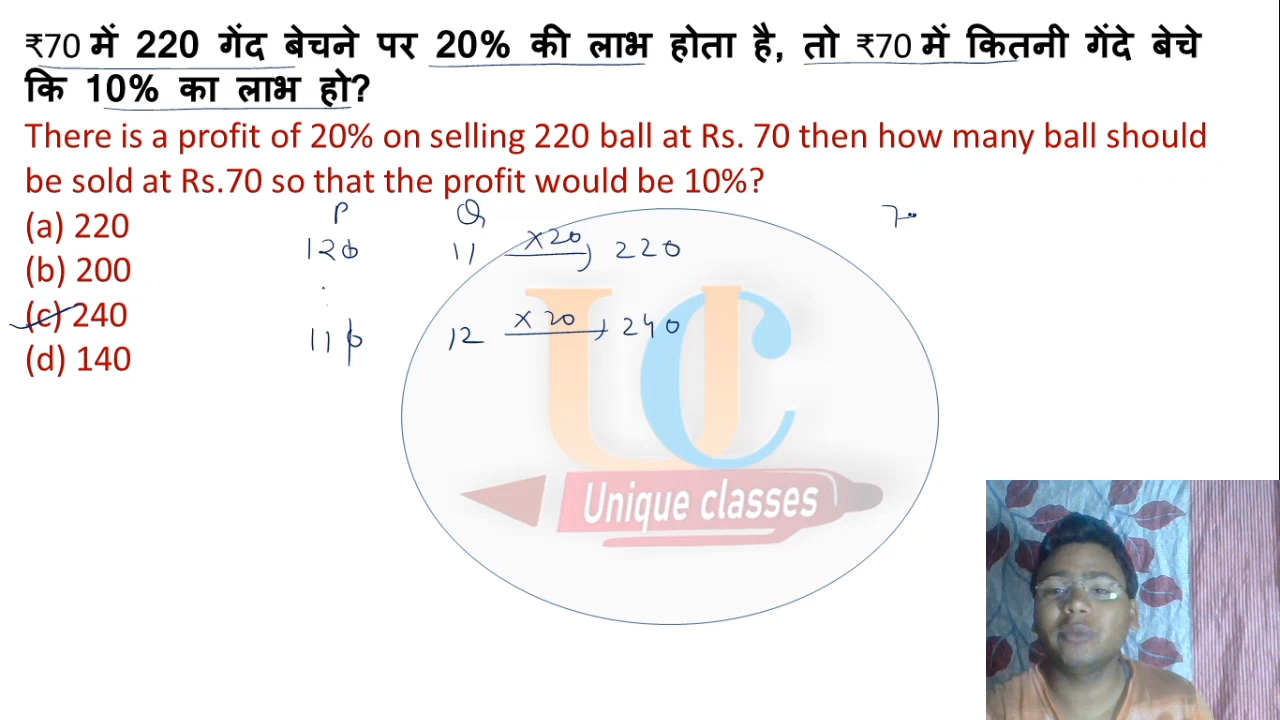 ₹70 में 220 गेंद बेचने पर 20% की लाभ होता है, तो ₹70 में कितनी गेंदे बेचे
कि 10% का लाभ हो?
There is a profit of 20% on selling 220 ball at Rs. 70 then how many ball should
be sold at Rs.70 so that the profit would be 10%?
(a) 220
(b) 200
(c) 240
(d) 140
P Q
120 11 ×20 220
110 12 ×20 240
UC
Unique classes